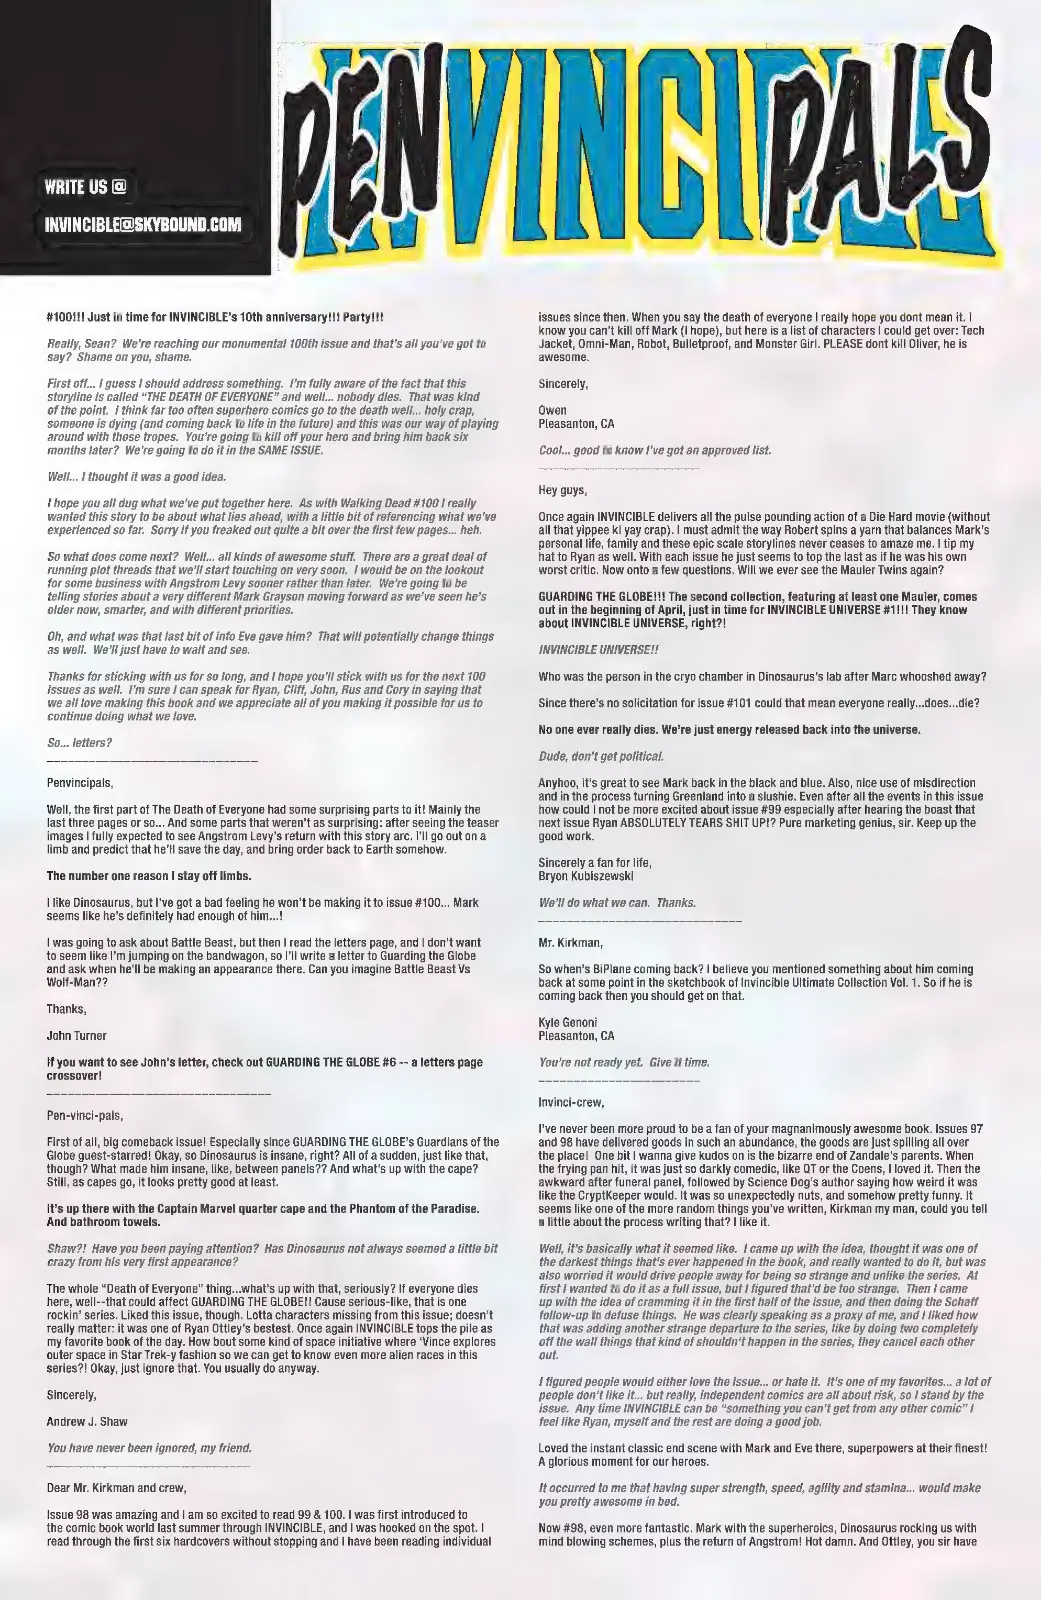 PENVINCIPALS
WRITE US @
INVINCIBLE@SKYBOUND.COM
#100!!! Just in time for INVINCIBLE's 10th anniversary!!! Party!!!
Really, Sean? We're reaching our monumental 100th issue and that's all you've got to
say? Shame on you, shame.
First off... I guess I should address something. I'm fully aware of the fact that this
storyline is called "THE DEATH OF EVERYONE" and well... nobody dies. That was kind
of the point. I think far too often superhero comics go to the death well... holy crap,
someone is dying (and coming back to life in the future) and this was our way of playing
around with those tropes. You're going to kill off your hero and bring him back six
months later? We're going to do it in the SAME ISSUE.
Well... I thought it was a good idea.
I hope you all dug what we've put together here. As with Walking Dead #100 I really
wanted this story to be about what lies ahead, with a little bit of referencing what we've
experienced so far. Sorry if you freaked out quite a bit over the first few pages... heh.
So what does come next? Well... all kinds of awesome stuff. There are a great deal of
running plot threads that we'll start touching on very soon. I would be on the lookout
for some business with Angstrom Levy sooner rather than later. We're going to be
telling stories about a very different Mark Grayson moving forward as we've seen he's
older now, smarter, and with different priorities.
Oh, and what was that last bit of info Eve gave him? That will potentially change things
as well. We'll just have to wait and see.
Thanks for sticking with us for so long, and I hope you'll stick with us for the next 100
issues as well. I'm sure I can speak for Ryan, Cliff, John, Rus and Cory in saying that
we all love making this book and we appreciate all of you making it possible for us to
continue doing what we love.
So... letters?
Penvincipals,
Well, the first part of The Death of Everyone had some surprising parts to it! Mainly the
last three pages or so... And some parts that weren't as surprising: after seeing the teaser
images I fully expected to see Angstrom Levy's return with this story arc. I'll go out on a
limb and predict that he'll save the day, and bring order back to Earth somehow.
The number one reason I stay off limbs.
I like Dinosaurus, but I've got a bad feeling he won't be making it to issue #100... Mark
seems like he's definitely had enough of him...!
I was going to ask about Battle Beast, but then I read the letters page, and I don't want
to seem like I'm jumping on the bandwagon, so I'll write a letter to Guarding the Globe
and ask when he'll be making an appearance there. Can you imagine Battle Beast Vs
Wolf-Man??
Thanks,
John Turner
If you want to see John's letter, check out GUARDING THE GLOBE #6 -- a letters page
crossover!
Pen-vinci-pals,
First of all, big comeback issue! Especially since GUARDING THE GLOBE's Guardians of the
Globe guest-starred! Okay, so Dinosaurus is insane, right? All of a sudden, just like that,
though? What made him insane, like, between panels?? And what's up with the cape?
Still, as capes go, it looks pretty good at least.
It's up there with the Captain Marvel quarter cape and the Phantom of the Paradise.
And bathroom towels.
Shaw?! Have you been paying attention? Has Dinosaurus not always seemed a little bit
crazy from his very first appearance?
The whole "Death of Everyone" thing...what's up with that, seriously? If everyone dies
here, well--that could affect GUARDING THE GLOBE!! Cause serious-like, that is one
rockin' series. Liked this issue, though. Lotta characters missing from this issue; doesn't
really matter: it was one of Ryan Ottley's bestest. Once again INVINCIBLE tops the pile as
my favorite book of the day. How bout some kind of space initiative where 'Vince explores
outer space in Star Trek-y fashion so we can get to know even more alien races in this
series?! Okay, just ignore that. You usually do anyway.
Sincerely,
Andrew J. Shaw
You have never been ignored, my friend.
Dear Mr. Kirkman and crew,
Issue 98 was amazing and I am so excited to read 99 & 100. I was first introduced to
the comic book world last summer through INVINCIBLE, and I was hooked on the spot. I
read through the first six hardcovers without stopping and I have been reading individual
issues since then. When you say the death of everyone I really hope you dont mean it. I
know you can't kill off Mark (I hope), but here is a list of characters I could get over: Tech
Jacket, Omni-Man, Robot, Bulletproof, and Monster Girl. PLEASE dont kill Oliver, he is
awesome.
Sincerely,
Owen
Pleasanton, CA
Cool... good to know I've got an approved list.
Hey guys,
Once again INVINCIBLE delivers all the pulse pounding action of a Die Hard movie (without
all that yippee ki yay crap). I must admit the way Robert spins a yarn that balances Mark's
personal life, family and these epic scale storylines never ceases to amaze me. I tip my
hat to Ryan as well. With each issue he just seems to top the last as if he was his own
worst critic. Now onto a few questions. Will we ever see the Mauler Twins again?
GUARDING THE GLOBE!!! The second collection, featuring at least one Mauler, comes
out in the beginning of April, just in time for INVINCIBLE UNIVERSE #1!!! They know
about INVINCIBLE UNIVERSE, right?!
INVINCIBLE UNIVERSE!!
Who was the person in the cryo chamber in Dinosaurus's lab after Marc whooshed away?
Since there's no solicitation for issue #101 could that mean everyone really...does...die?
No one ever really dies. We're just energy released back into the universe.
Dude, don't get political.
Anyhoo, it's great to see Mark back in the black and blue. Also, nice use of misdirection
and in the process turning Greenland into a slushie. Even after all the events in this issue
how could I not be more excited about issue #99 especially after hearing the boast that
next issue Ryan ABSOLUTELY TEARS SHIT UP!? Pure marketing genius, sir. Keep up the
good work.
Sincerely a fan for life,
Bryon Kubiszewski
We'll do what we can. Thanks.
Mr. Kirkman,
So when's BiPlane coming back? I believe you mentioned something about him coming
back at some point in the sketchbook of Invincible Ultimate Collection Vol. 1. So if he is
coming back then you should get on that.
Kyle Genoni
Pleasanton, CA
You're not ready yet. Give it time.
Invinci-crew,
I've never been more proud to be a fan of your magnanimously awesome book. Issues 97
and 98 have delivered goods in such an abundance, the goods are just spilling all over
the place! One bit I wanna give kudos on is the bizarre end of Zandale's parents. When
the frying pan hit, it was just so darkly comedic, like QT or the Coens, I loved it. Then the
awkward after funeral panel, followed by Science Dog's author saying how weird it was
like the CryptKeeper would. It was so unexpectedly nuts, and somehow pretty funny. It
seems like one of the more random things you've written, Kirkman my man, could you tell
a little about the process writing that? I like it.
Well, it's basically what it seemed like. I came up with the idea, thought it was one of
the darkest things that's ever happened in the book, and really wanted to do it, but was
also worried it would drive people away for being so strange and unlike the series. At
first I wanted to do it as a full issue, but I figured that'd be too strange. Then I came
up with the idea of cramming it in the first half of the issue, and then doing the Schaff
follow-up to defuse things. He was clearly speaking as a proxy of me, and I liked how
that was adding another strange departure to the series, like by doing two completely
off the wall things that kind of shouldn't happen in the series, they cancel each other
out.
I figured people would either love the issue... or hate it. It's one of my favorites... a lot of
people don't like it... but really, independent comics are all about risk, so I stand by the
issue. Any time INVINCIBLE can be "something you can't get from any other comic" I
feel like Ryan, myself and the rest are doing a good job.
Loved the instant classic end scene with Mark and Eve there, superpowers at their finest!
A glorious moment for our heroes.
It occurred to me that having super strength, speed, agility and stamina... would make
you pretty awesome in bed.
Now #98, even more fantastic. Mark with the superheroics, Dinosaurus rocking us with
mind blowing schemes, plus the return of Angstrom! Hot damn. And Ottley, you sir have